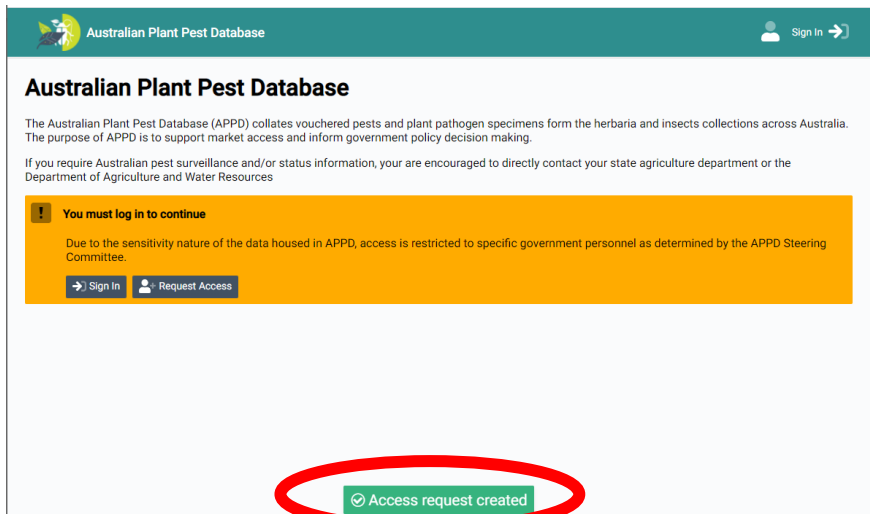 Australian Plant Pest Database
Sign In
Australian Plant Pest Database
The Australian Plant Pest Database (APPD) collates vouchered pests and plant pathogen specimens form the herbaria and insects collections across Australia.
The purpose of APPD is to support market access and inform government policy decision making.
If you require Australian pest surveillance and/or status information, your are encouraged to directly contact your state agriculture department or the
Department of Agriculture and Water Resources
! You must log in to continue
Due to the sensitivity nature of the data housed in APPD, access is restricted to specific government personnel as determined by the APPD Steering
Committee.
Sign In Request Access
Access request created